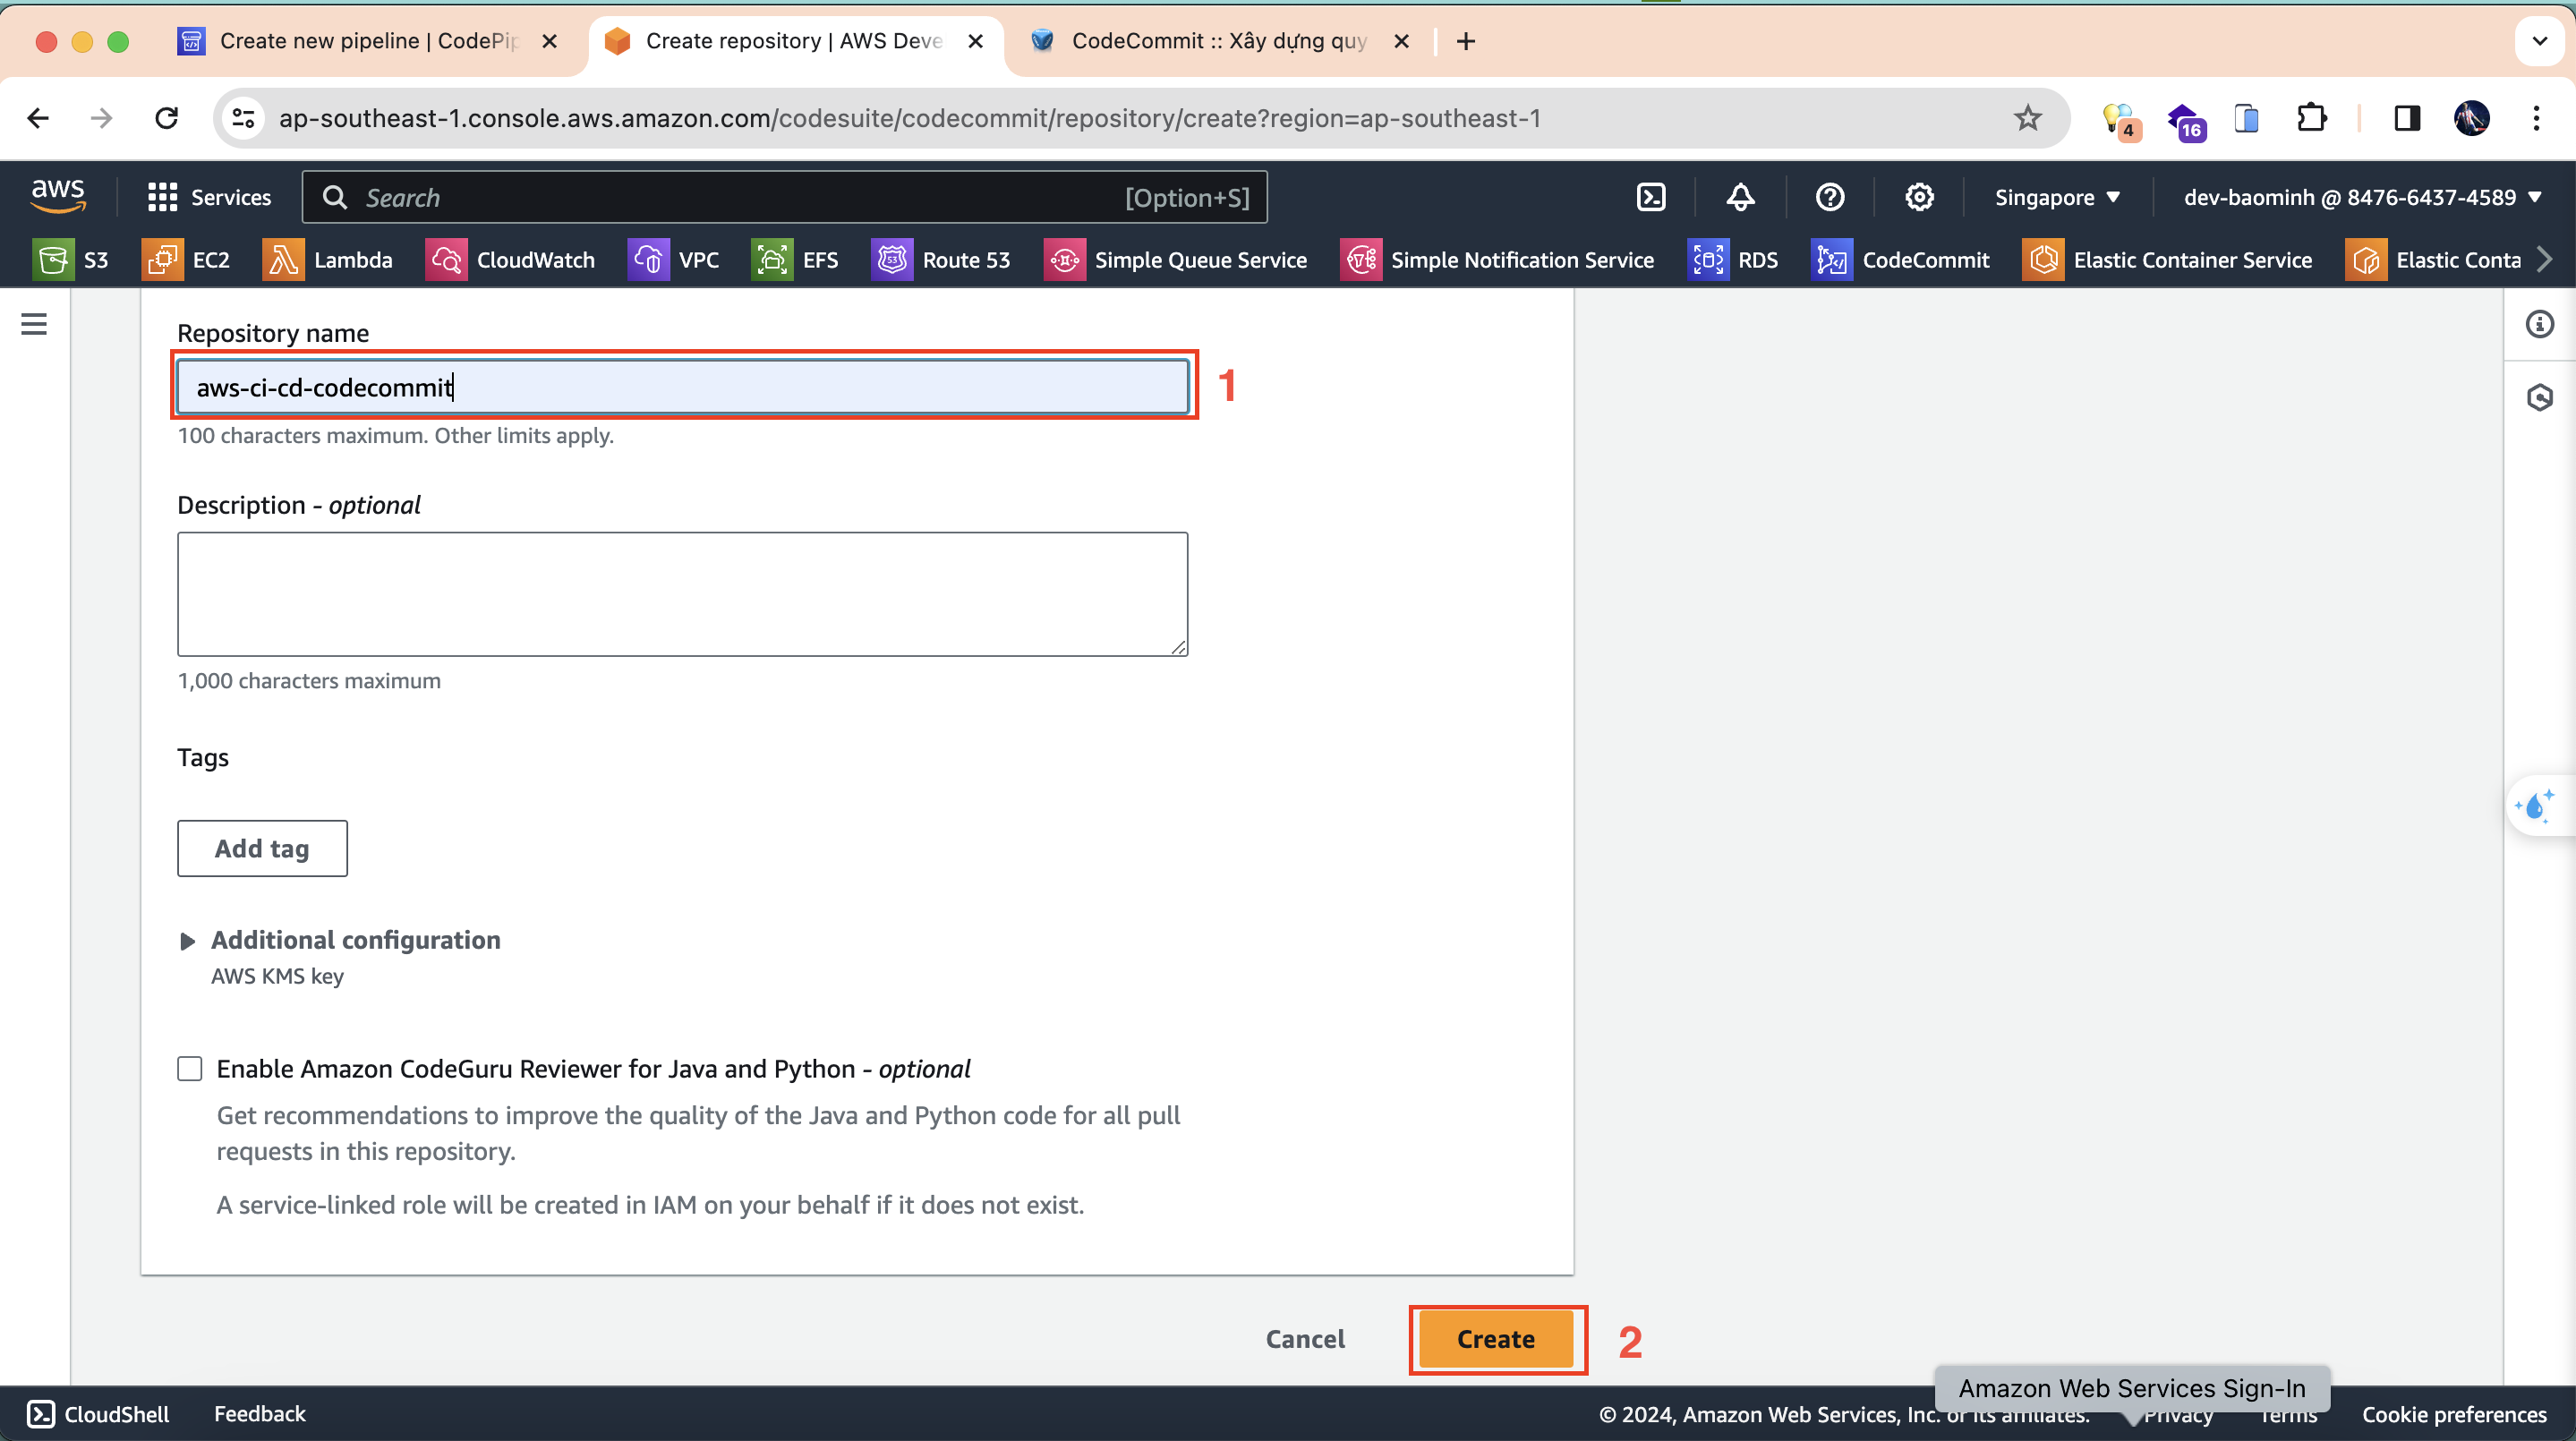 Create new pipeline | CodePip
Create repository | AWS Deve
CodeCommit :: Xây dựng quy
ap-southeast-1.console.aws.amazon.com/codesuite/codecommit/repository/create?region=ap-southeast-1
4
16
aws
Services
Search
[Option+S]
Singapore
dev-baominh @ 8476-6437-4589
S3
EC2
Lambda
CloudWatch
VPC
EFS
Route 53
Simple Queue Service
Simple Notification Service
RDS
CodeCommit
Elastic Container Service
Elastic Conta
Repository name
aws-ci-cd-codecommit
1
100 characters maximum. Other limits apply.
Description - optional
1,000 characters maximum
Tags
Add tag
Additional configuration
AWS KMS key
Enable Amazon CodeGuru Reviewer for Java and Python - optional
Get recommendations to improve the quality of the Java and Python code for all pull
requests in this repository.
A service-linked role will be created in IAM on your behalf if it does not exist.
Cancel
Create
2
Amazon Web Services Sign-In
CloudShell
Feedback
© 2024, Amazon Web Services, Inc. or its affiliates.
Privacy
Terms
Cookie preferences